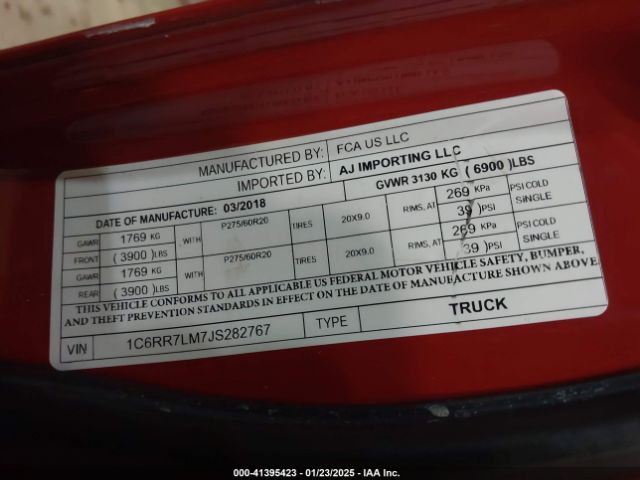 MANUFACTURED BY: FCA US LLC
IMPORTED BY: AJ IMPORTING LLC
DATE OF MANUFACTURE: 03/2018 GVWR 3130 KG ( 6900 )LBS
GAWR 1769 KG WITH P275/60R20 TIRES 20X9.0 RIMS, AT 269 KPa PSI COLD
FRONT ( 3900 )LBS 39 )PSI SINGLE
GAWR 1769 KG WITH P275/60R20 TIRES 20X9.0 RIMS, AT 269 KPa PSI COLD
REAR ( 3900 )LBS 39 )PSI SINGLE
THIS VEHICLE CONFORMS TO ALL APPLICABLE US FEDERAL MOTOR VEHICLE SAFETY, BUMPER,
AND THEFT PREVENTION STANDARDS IN EFFECT ON THE DATE OF MANUFACTURE SHOWN ABOVE
VIN 1C6RR7LM7JS282767 TYPE TRUCK
0-41395423 - 01/23/2025 - IAA Inc.